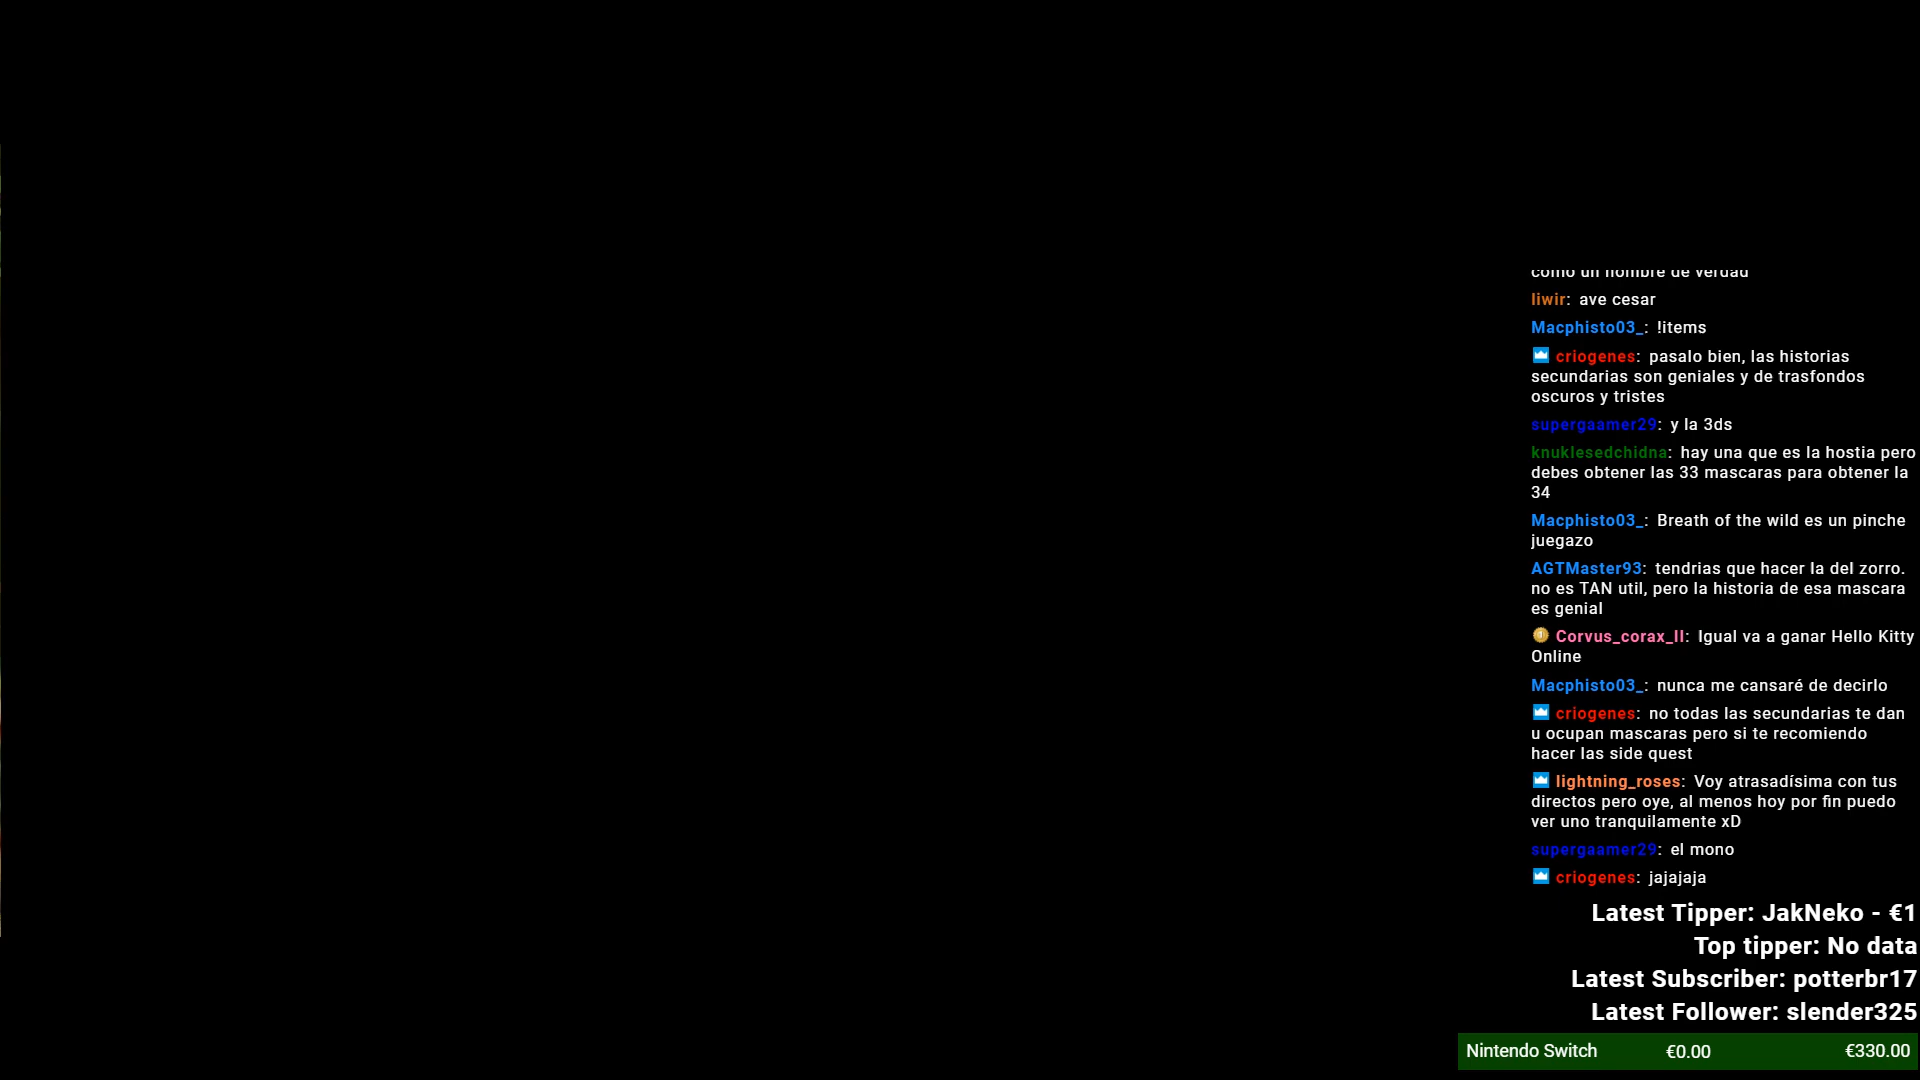 como un hombre de verdad
liwir: ave cesar
Macphisto03_: !items
criogenes: pasalo bien, las historias
secundarias son geniales y de trasfondos
oscuros y tristes
supergaamer29: y la 3ds
knuklesedchidna: hay una que es la hostia pero
debes obtener las 33 mascaras para obtener la
34
Macphisto03_: Breath of the wild es un pinche
juegazo
AGTMaster93: tendrias que hacer la del zorro.
no es TAN util, pero la historia de esa mascara
es genial
Corvus_corax_II: Igual va a ganar Hello Kitty
Online
Macphisto03_: nunca me cansaré de decirlo
criogenes: no todas las secundarias te dan
u ocupan mascaras pero si te recomiendo
hacer las side quest
lightning_roses: Voy atrasadísima con tus
directos pero oye, al menos hoy por fin puedo
ver uno tranquilamente xD
supergaamer29: el mono
criogenes: jajajaja
Latest Tipper: JakNeko - €1
Top tipper: No data
Latest Subscriber: potterbr17
Latest Follower: slender325
Nintendo Switch €0.00 €330.00